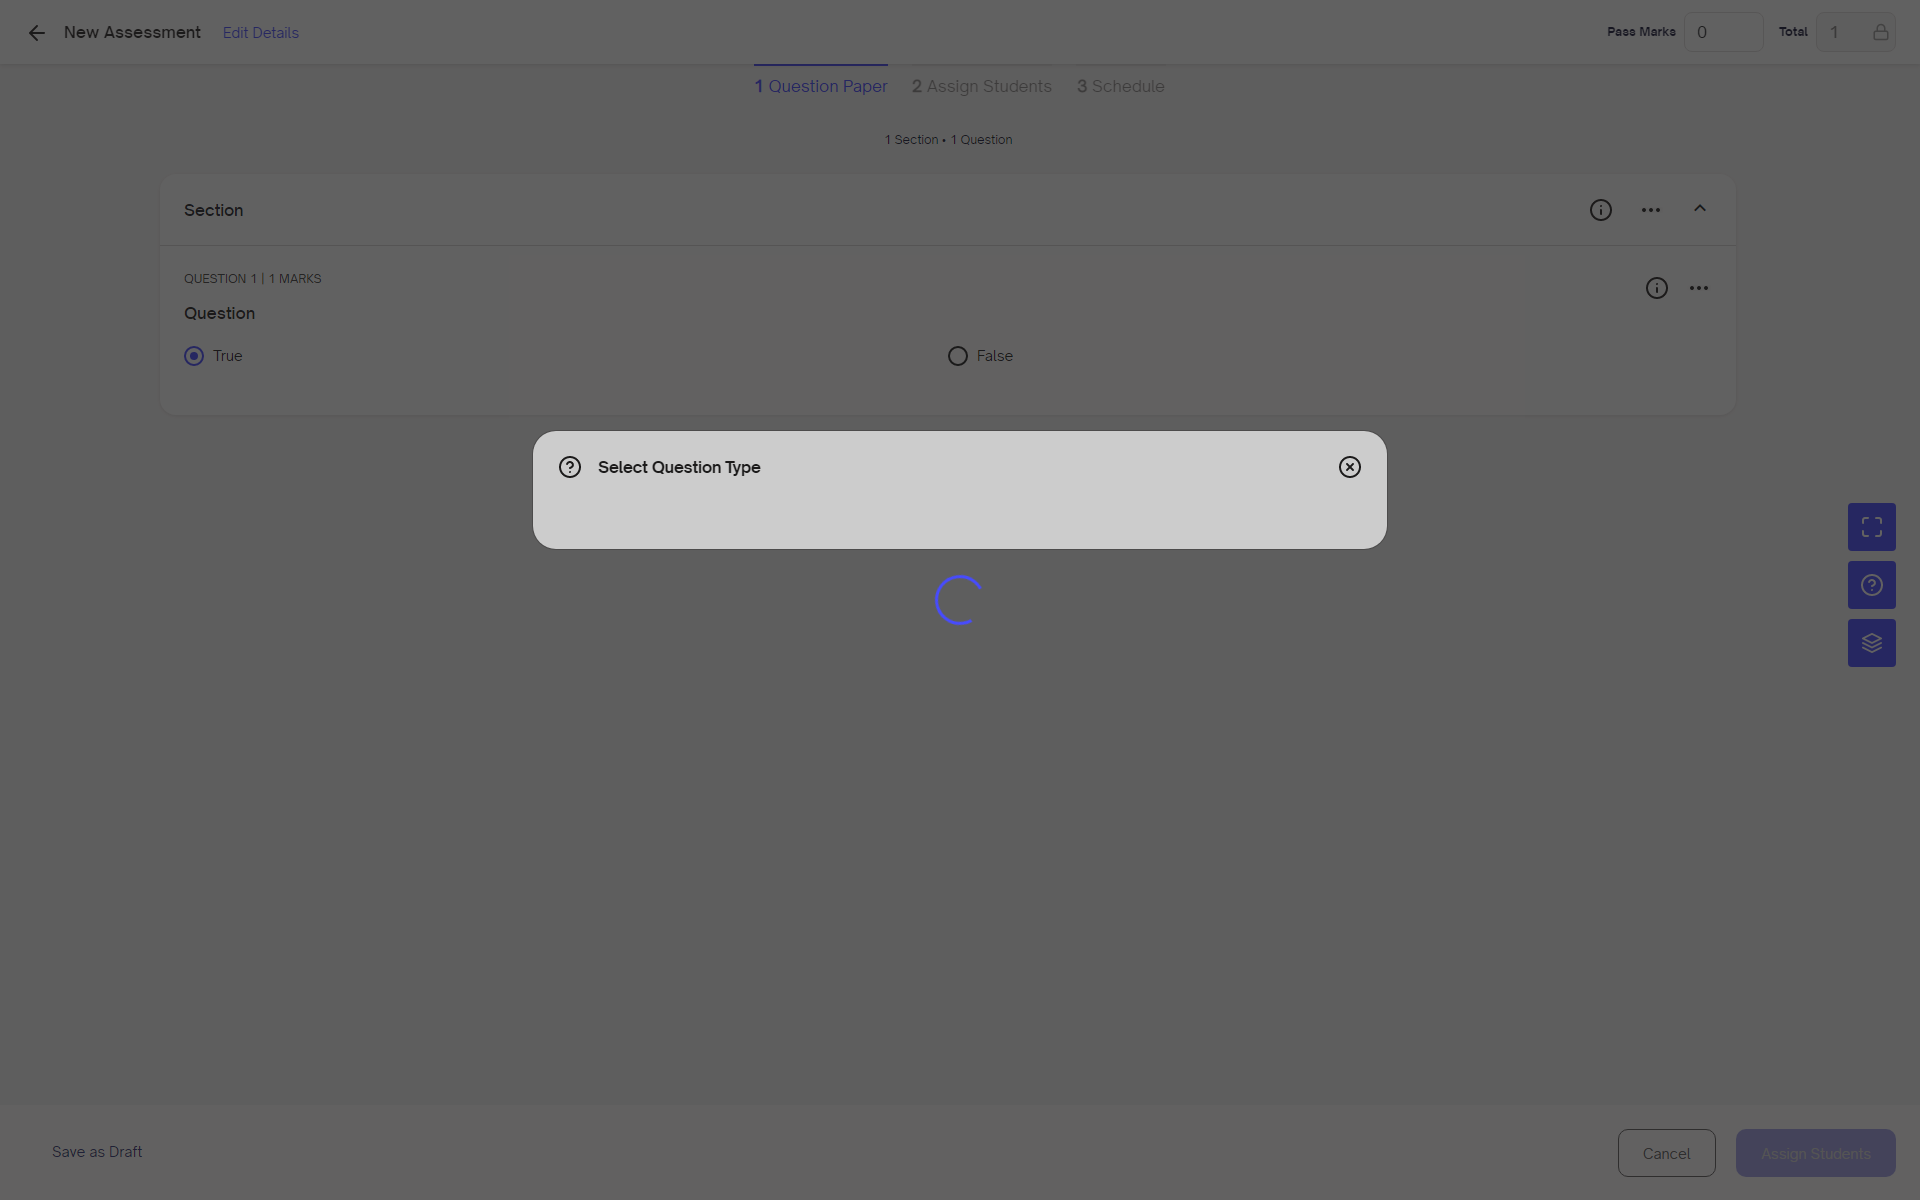 New Assessment
Edit Details
Pass Marks
0
Total
1
1 Question Paper
2 Assign Students
3 Schedule
1 Section • 1 Question
Section
QUESTION 1 | 1 MARKS
Question
True
False
Select Question Type
Save as Draft
Cancel
Assign Students